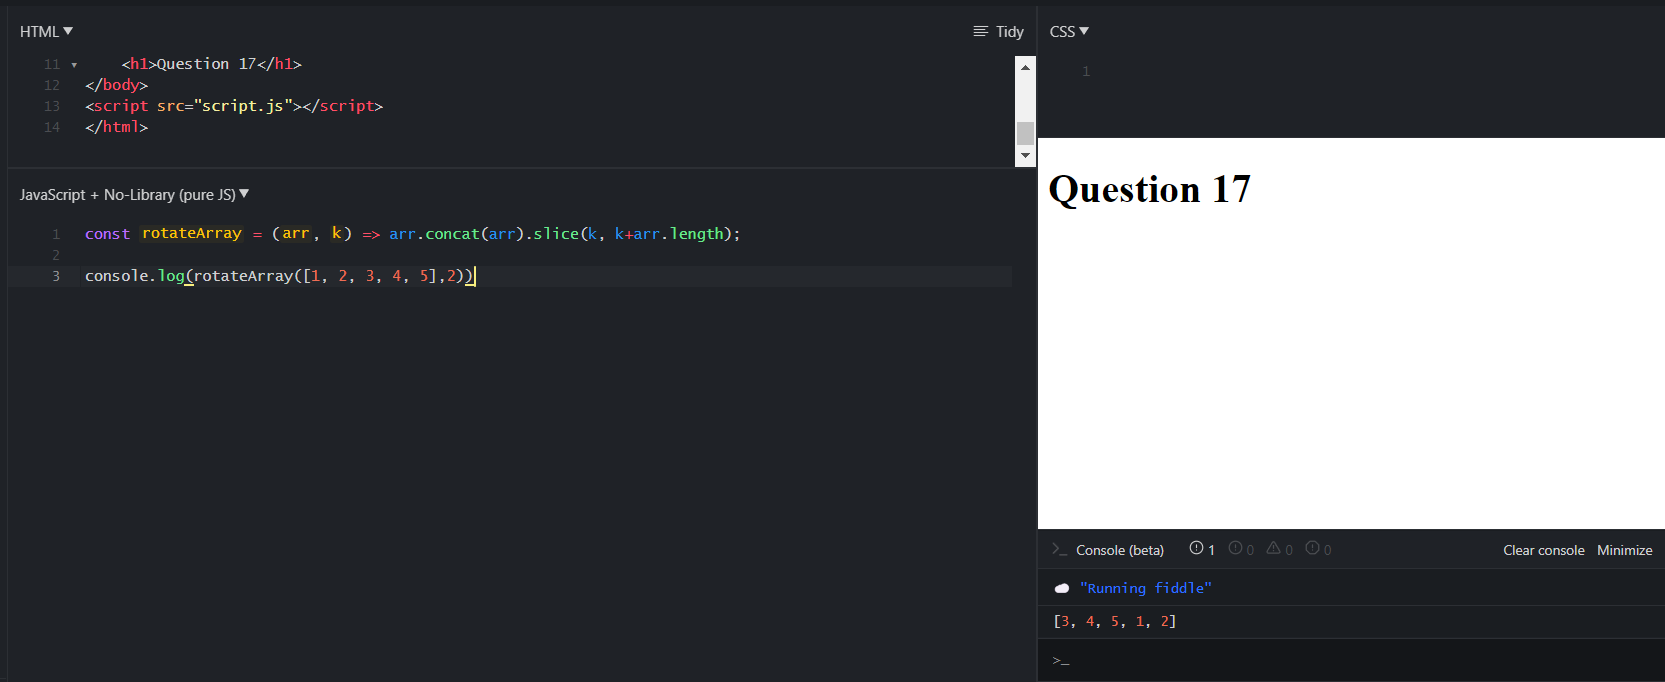 HTML ▼ Tidy
11 ▾ <h1>Question 17</h1>
12 </body>
13 <script src="script.js"></script>
14 </html>
JavaScript + No-Library (pure JS) ▼
1 const rotateArray = (arr, k) => arr.concat(arr).slice(k, k+arr.length);
2
3 console.log(rotateArray([1, 2, 3, 4, 5],2))
CSS ▼
1
Question 17
>_ Console (beta) 1 0 0 0 Clear console Minimize
"Running fiddle"
[3, 4, 5, 1, 2]
>_